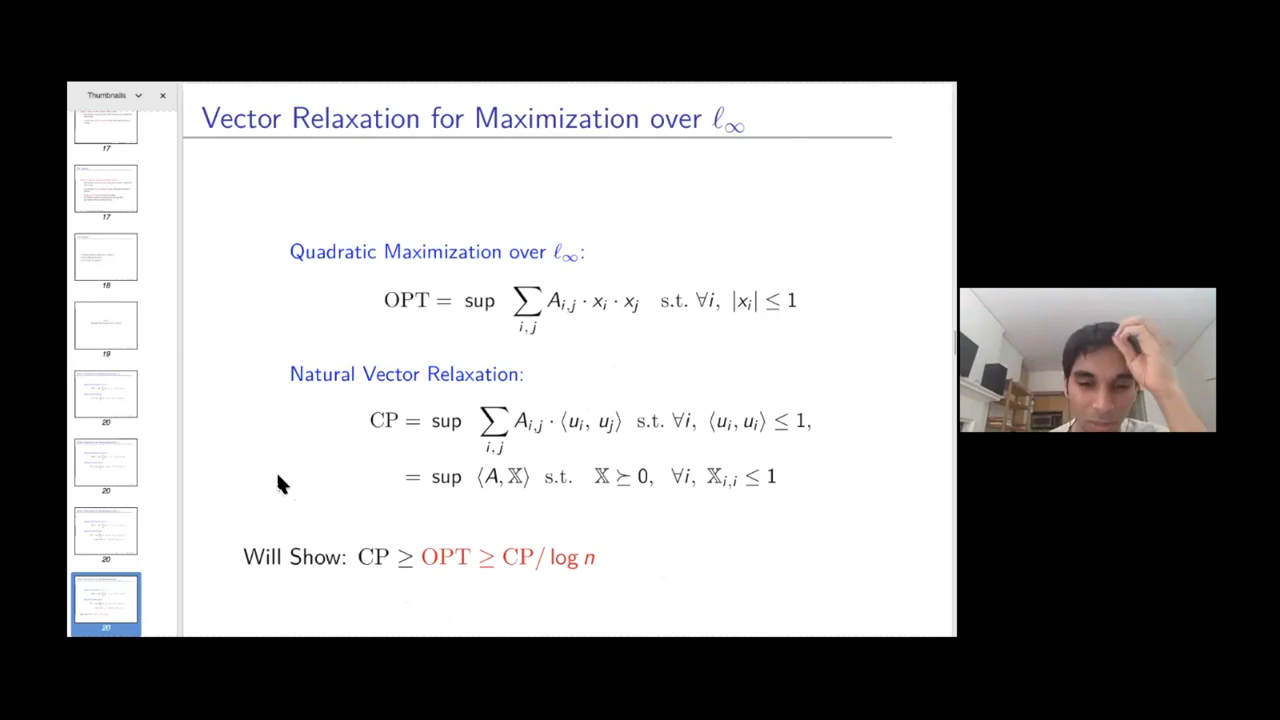 Thumbnails
17
17
18
19
20
20
20
20
Vector Relaxation for Maximization over ℓ∞
Quadratic Maximization over ℓ∞:
OPT = sup ∑_{i,j} A_{i,j} · x_i · x_j s.t. ∀i, |x_i| ≤ 1
Natural Vector Relaxation:
CP = sup ∑_{i,j} A_{i,j} · ⟨u_i, u_j⟩ s.t. ∀i, ⟨u_i, u_i⟩ ≤ 1,
= sup ⟨A, 𝕏⟩ s.t. 𝕏 ⪰ 0, ∀i, 𝕏_{i,i} ≤ 1
Will Show: CP ≥ OPT ≥ CP/ log n